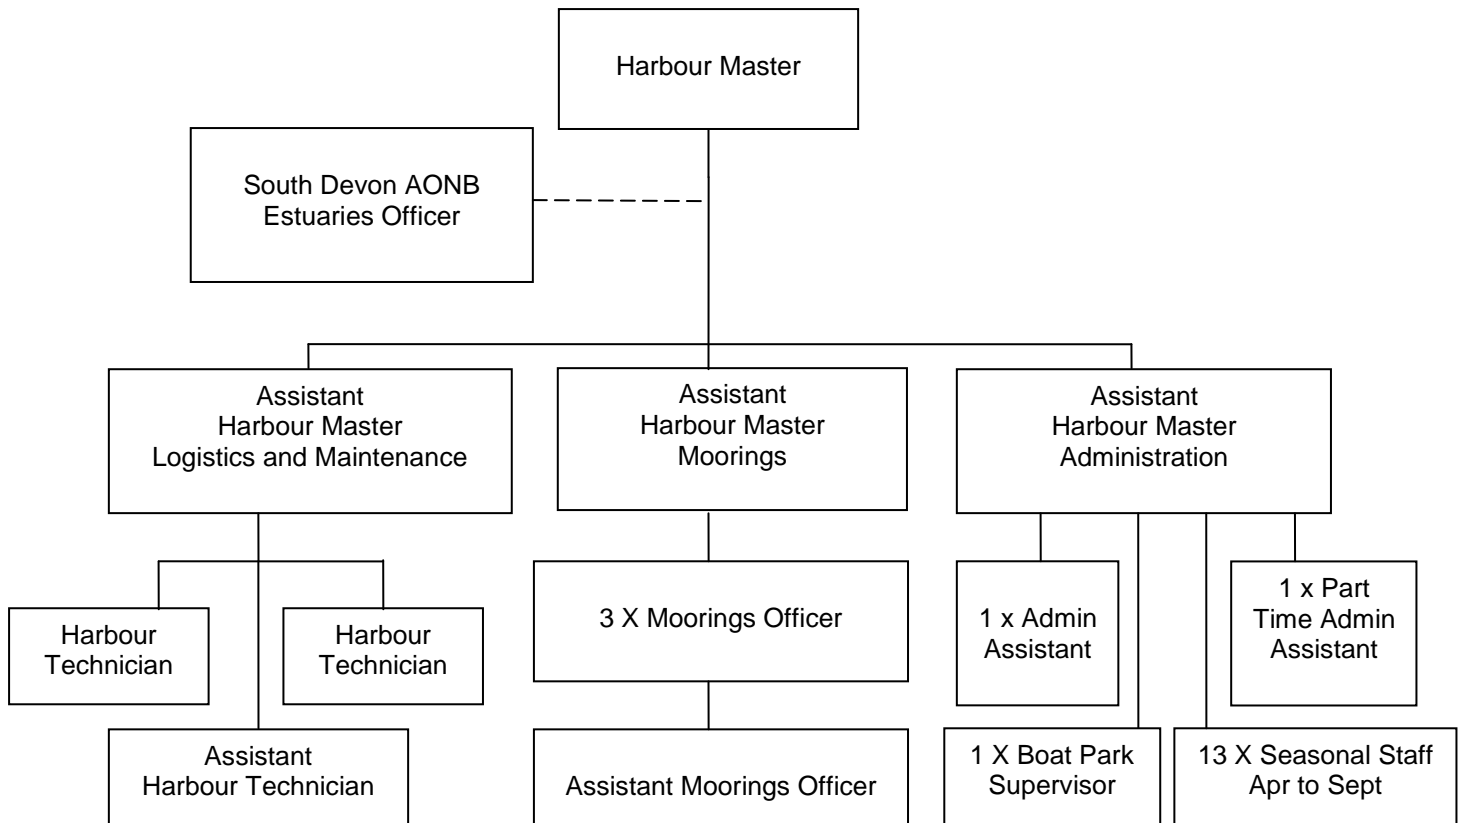 Harbour Master
South Devon AONB
Estuaries Officer
Assistant
Harbour Master
Logistics and Maintenance
Assistant
Harbour Master
Moorings
Assistant
Harbour Master
Administration
Harbour
Technician
Harbour
Technician
Assistant
Harbour Technician
3 X Moorings Officer
Assistant Moorings Officer
1 x Admin
Assistant
1 x Part
Time Admin
Assistant
1 X Boat Park
Supervisor
13 X Seasonal Staff
Apr to Sept